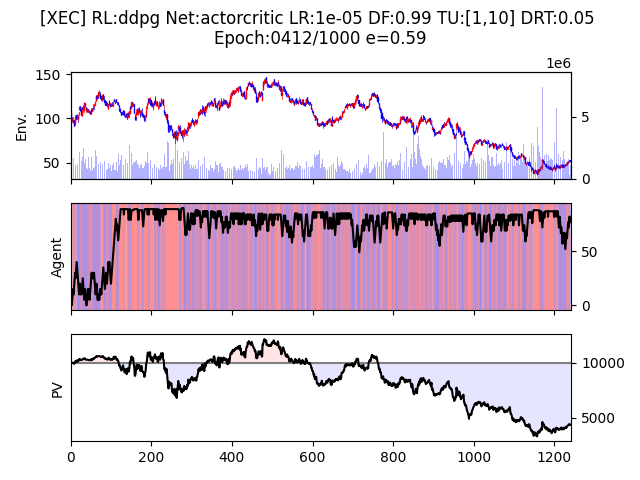 [XEC] RL:ddpg Net:actorcritic LR:1e-05 DF:0.99 TU:[1,10] DRT:0.05
Epoch:0412/1000 e=0.59
1e6
150
100
50
Env.
5
0
Agent
50
0
PV
10000
5000
0 200 400 600 800 1000 1200